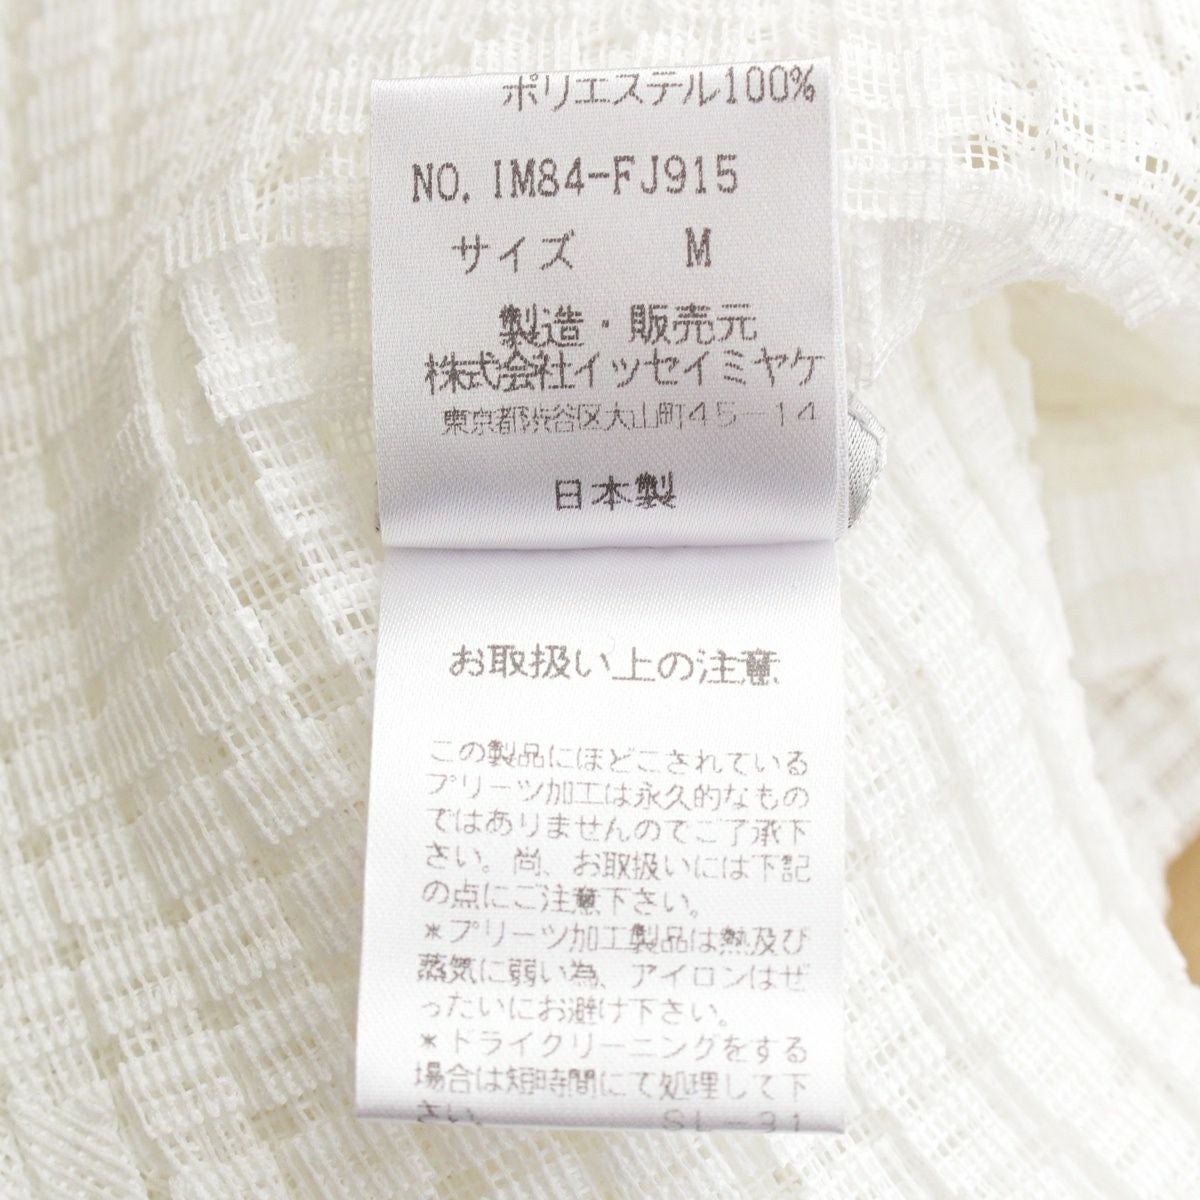 ポリエステル100%
NO. IM84-FJ915
サイズ M
製造・販売元
株式会社イッセイミヤケ
東京都渋谷区大山町45-14
日本製
お取扱い上の注意
この製品にほどこされている
プリーツ加工は永久的なもの
ではありませんのでご了承下
さい。尚、お取扱いには下記
の点にご注意下さい。
*プリーツ加工製品は熱及び
蒸気に弱い為、アイロンはぜ
ったいにお避け下さい。
*ドライクリーニングをする
場合は短時間にて処理して下
さい。 SL-31